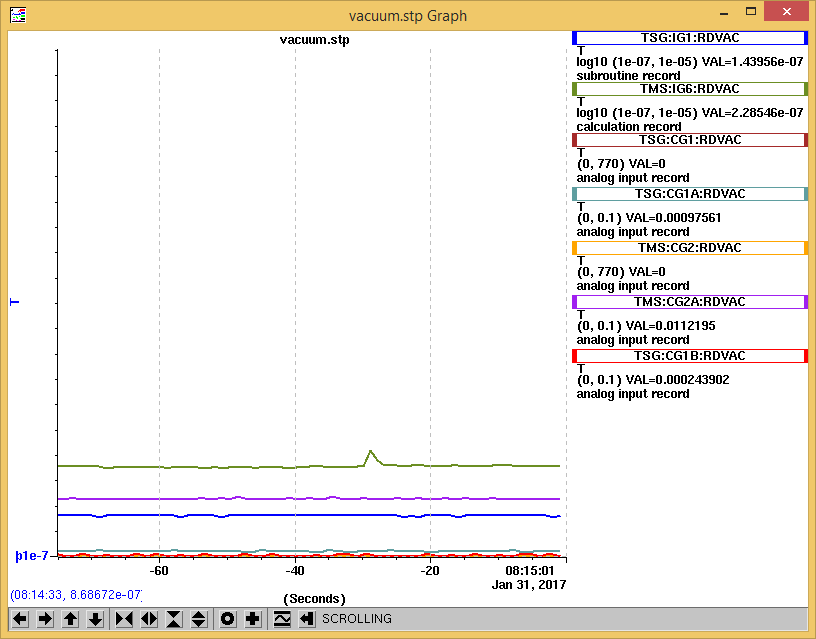 vacuum.stp Graph
vacuum.stp
T
1e-7
-60
-40
-20
08:15:01
Jan 31, 2017
(Seconds)
(08:14:33, 8.68672e-07)
TSG:IG1:RDVAC
T
log10 (1e-07, 1e-05) VAL=1.43956e-07
subroutine record
TMS:IG6:RDVAC
T
log10 (1e-07, 1e-05) VAL=2.28546e-07
calculation record
TSG:CG1:RDVAC
T
(0, 770) VAL=0
analog input record
TSG:CG1A:RDVAC
T
(0, 0.1) VAL=0.00097561
analog input record
TMS:CG2:RDVAC
T
(0, 770) VAL=0
analog input record
TMS:CG2A:RDVAC
T
(0, 0.1) VAL=0.0112195
analog input record
TSG:CG1B:RDVAC
T
(0, 0.1) VAL=0.000243902
analog input record
SCROLLING